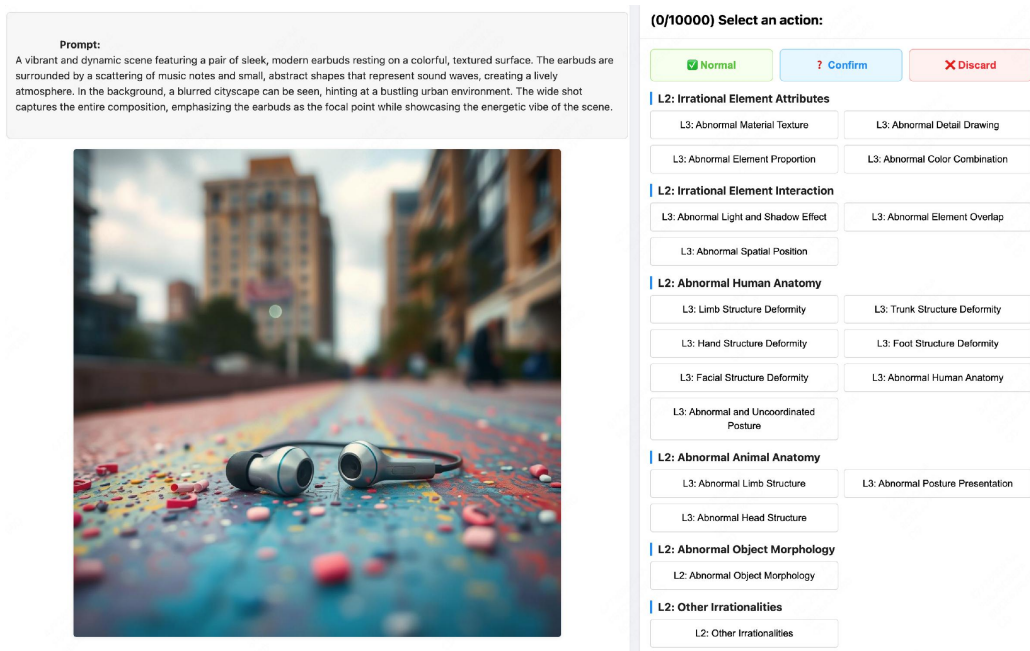 Prompt:
A vibrant and dynamic scene featuring a pair of sleek, modern earbuds resting on a colorful, textured surface. The earbuds are
surrounded by a scattering of music notes and small, abstract shapes that represent sound waves, creating a lively
atmosphere. In the background, a blurred cityscape can be seen, hinting at a bustling urban environment. The wide shot
captures the entire composition, emphasizing the earbuds as the focal point while showcasing the energetic vibe of the scene.
(0/10000) Select an action:
✅ Normal
❓ Confirm
❌ Discard
L2: Irrational Element Attributes
L3: Abnormal Material Texture
L3: Abnormal Detail Drawing
L3: Abnormal Element Proportion
L3: Abnormal Color Combination
L2: Irrational Element Interaction
L3: Abnormal Light and Shadow Effect
L3: Abnormal Element Overlap
L3: Abnormal Spatial Position
L2: Abnormal Human Anatomy
L3: Limb Structure Deformity
L3: Trunk Structure Deformity
L3: Hand Structure Deformity
L3: Foot Structure Deformity
L3: Facial Structure Deformity
L3: Abnormal Human Anatomy
L3: Abnormal and Uncoordinated
Posture
L2: Abnormal Animal Anatomy
L3: Abnormal Limb Structure
L3: Abnormal Posture Presentation
L3: Abnormal Head Structure
L2: Abnormal Object Morphology
L2: Abnormal Object Morphology
L2: Other Irrationalities
L2: Other Irrationalities